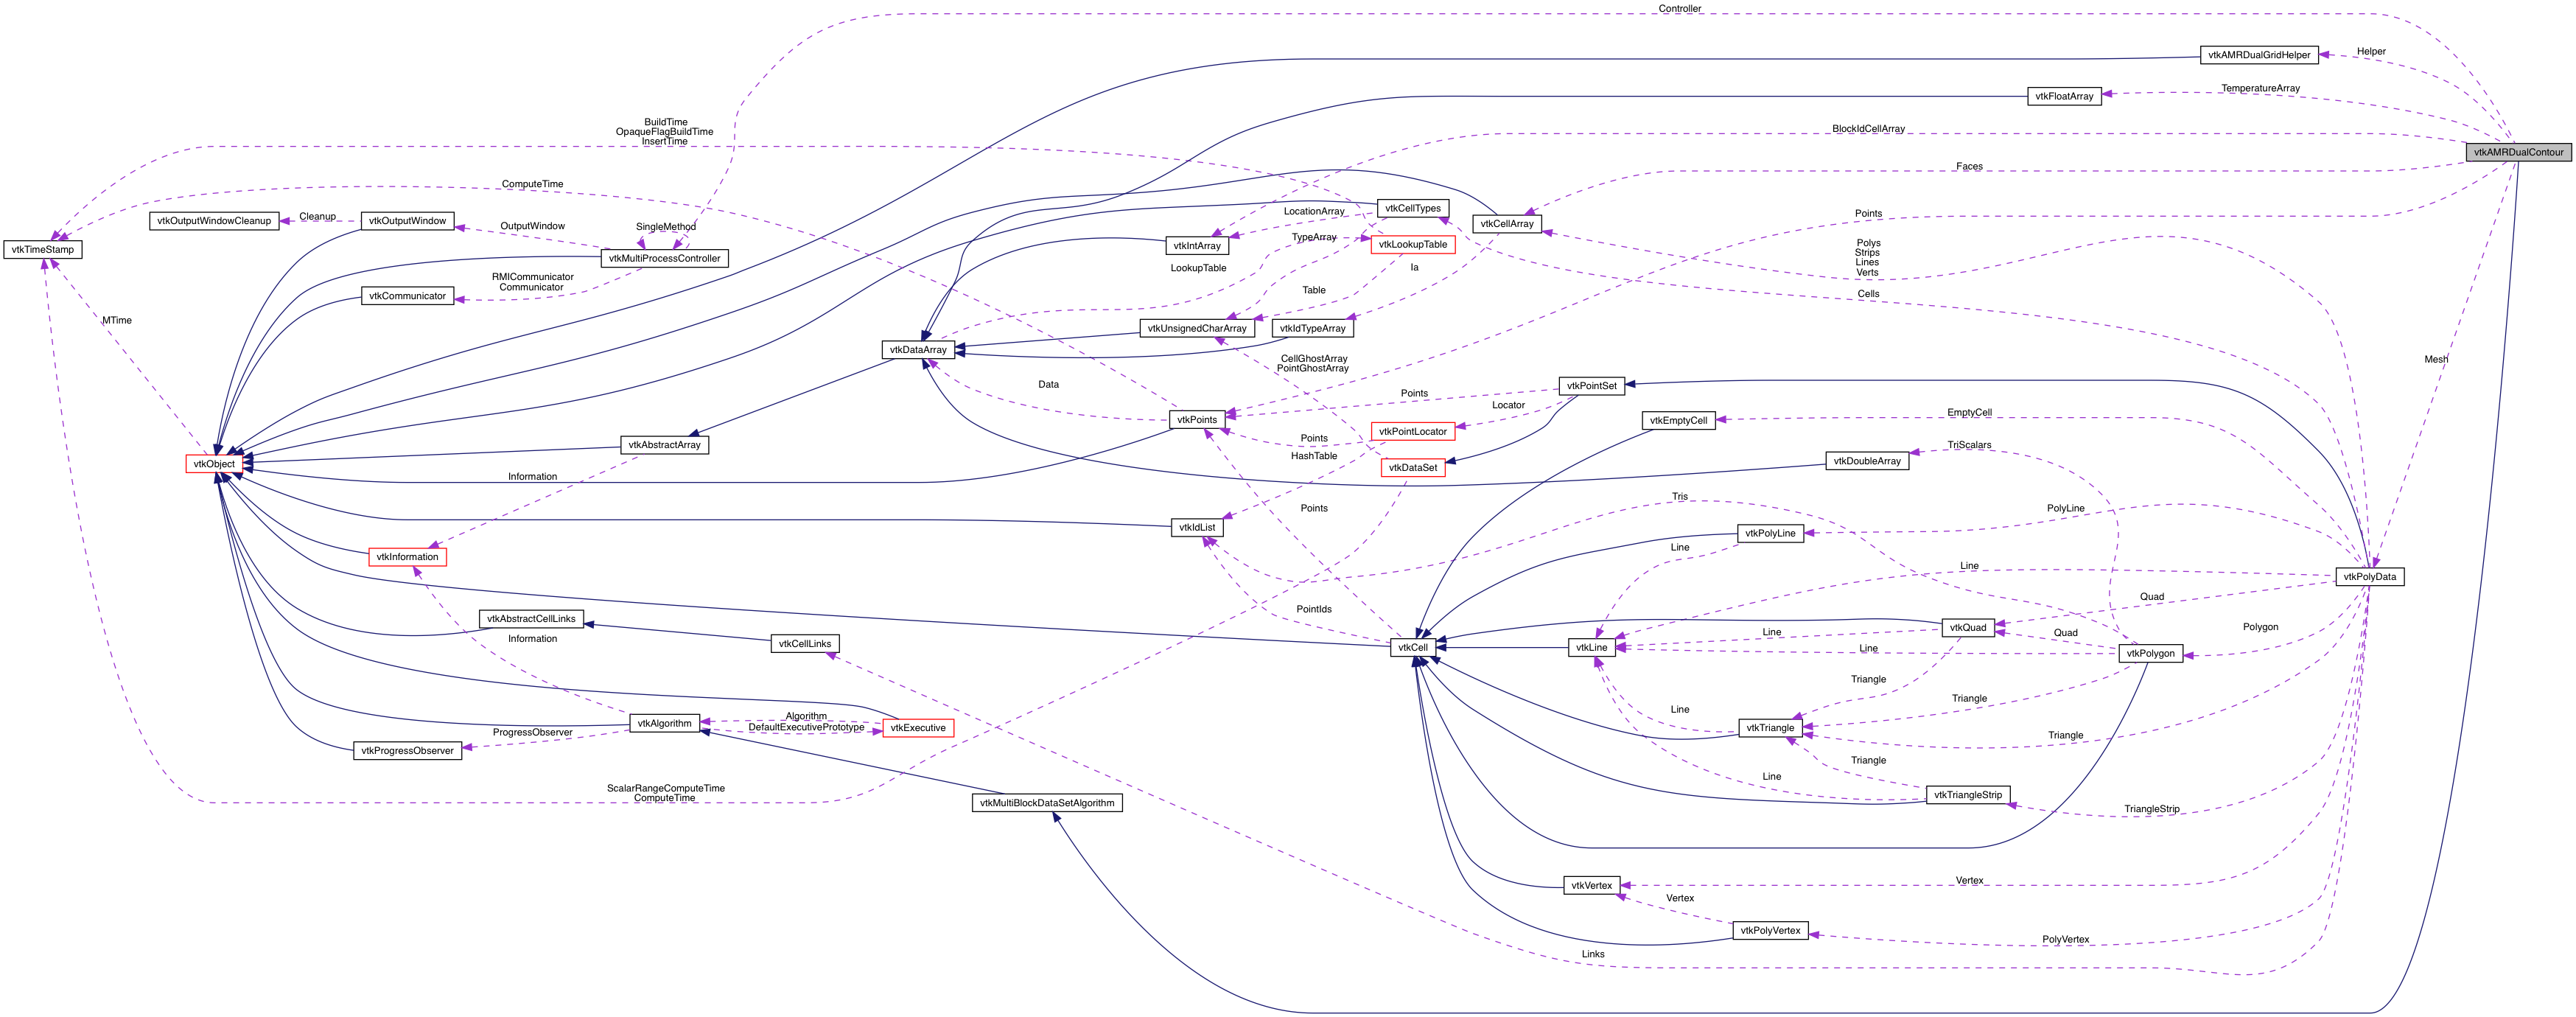 Controller
vtkAMRDualGridHelper
Helper
vtkFloatArray
TemperatureArray
BuildTime
OpaqueFlagBuildTime
InsertTime
BlockIdCellArray
vtkAMRDualContour
Faces
ComputeTime
vtkOutputWindowCleanup
Cleanup
vtkOutputWindow
OutputWindow
SingleMethod
LocationArray
vtkCellTypes
vtkCellArray
Points
vtkTimeStamp
vtkMultiProcessController
vtkIntArray
TypeArray
vtkLookupTable
Polys
Strips
Lines
Verts
LookupTable
Ia
RMICommunicator
Communicator
vtkCommunicator
Table
Cells
MTime
vtkUnsignedCharArray
vtkIdTypeArray
vtkDataArray
CellGhostArray
PointGhostArray
Mesh
Data
vtkPointSet
Points
Locator
vtkPoints
vtkEmptyCell
EmptyCell
vtkPointLocator
Points
HashTable
vtkAbstractArray
TriScalars
vtkObject
vtkDataSet
vtkDoubleArray
Information
Tris
Points
PolyLine
vtkIdList
vtkPolyLine
Line
vtkInformation
Line
vtkPolyData
Quad
PointIds
vtkAbstractCellLinks
Information
vtkCellLinks
vtkCell
vtkLine
Line
vtkQuad
Quad
Polygon
Line
vtkPolygon
Triangle
Triangle
Line
vtkAlgorithm
Algorithm
DefaultExecutivePrototype
vtkExecutive
vtkTriangle
ProgressObserver
Triangle
vtkProgressObserver
Triangle
Line
ScalarRangeComputeTime
ComputeTime
vtkMultiBlockDataSetAlgorithm
vtkTriangleStrip
TriangleStrip
vtkVertex
Vertex
Vertex
vtkPolyVertex
PolyVertex
Links